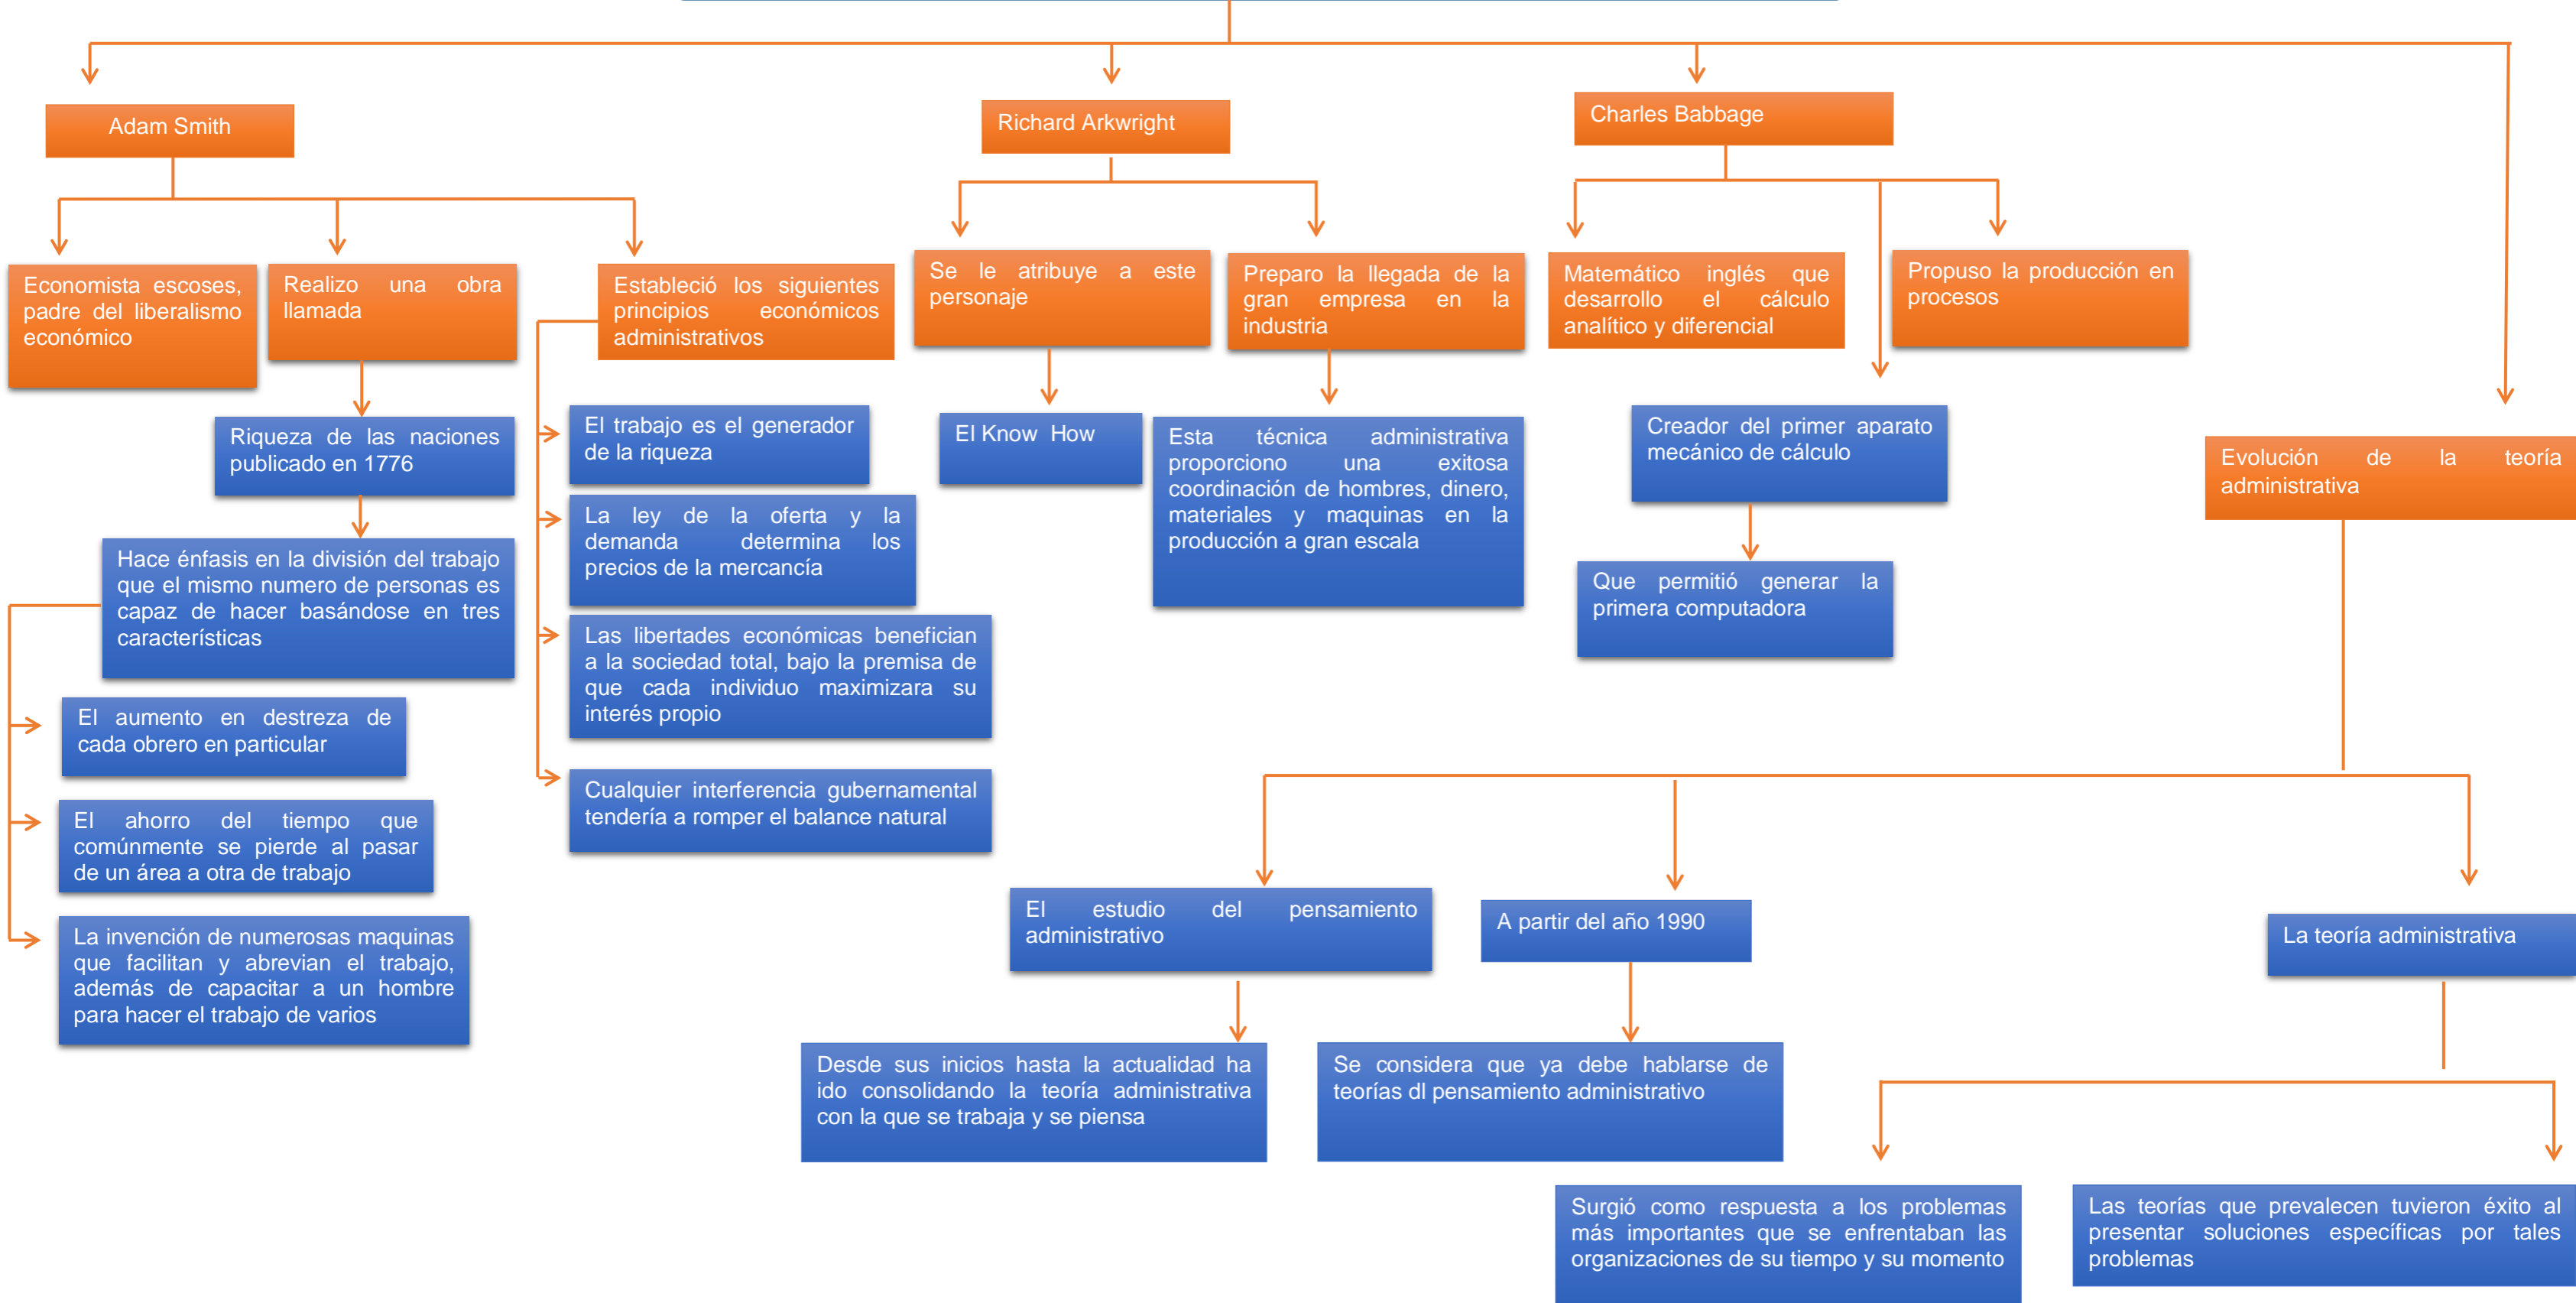 Adam Smith
Richard Arkwright
Charles Babbage
Economista escoses,
padre del liberalismo
económico
Realizo una obra
llamada
Estableció los siguientes
principios económicos
administrativos
Se le atribuye a este
personaje
Preparo la llegada de la
gran empresa en la
industria
Matemático inglés que
desarrollo el cálculo
analítico y diferencial
Propuso la producción en
procesos
Riqueza de las naciones
publicado en 1776
Hace énfasis en la división del trabajo
que el mismo numero de personas es
capaz de hacer basándose en tres
características
El aumento en destreza de
cada obrero en particular
El ahorro del tiempo que
comúnmente se pierde al pasar
de un área a otra de trabajo
La invención de numerosas maquinas
que facilitan y abrevian el trabajo,
además de capacitar a un hombre
para hacer el trabajo de varios
El trabajo es el generador
de la riqueza
La ley de la oferta y la
demanda determina los
precios de la mercancía
Las libertades económicas benefician
a la sociedad total, bajo la premisa de
que cada individuo maximizara su
interés propio
Cualquier interferencia gubernamental
tendería a romper el balance natural
El Know How
Esta técnica administrativa
proporciono una exitosa
coordinación de hombres, dinero,
materiales y maquinas en la
producción a gran escala
Creador del primer aparato
mecánico de cálculo
Que permitió generar la
primera computadora
Evolución de la teoría
administrativa
El estudio del pensamiento
administrativo
A partir del año 1990
La teoría administrativa
Desde sus inicios hasta la actualidad ha
ido consolidando la teoría administrativa
con la que se trabaja y se piensa
Se considera que ya debe hablarse de
teorías dl pensamiento administrativo
Surgió como respuesta a los problemas
más importantes que se enfrentaban las
organizaciones de su tiempo y su momento
Las teorías que prevalecen tuvieron éxito al
presentar soluciones específicas por tales
problemas